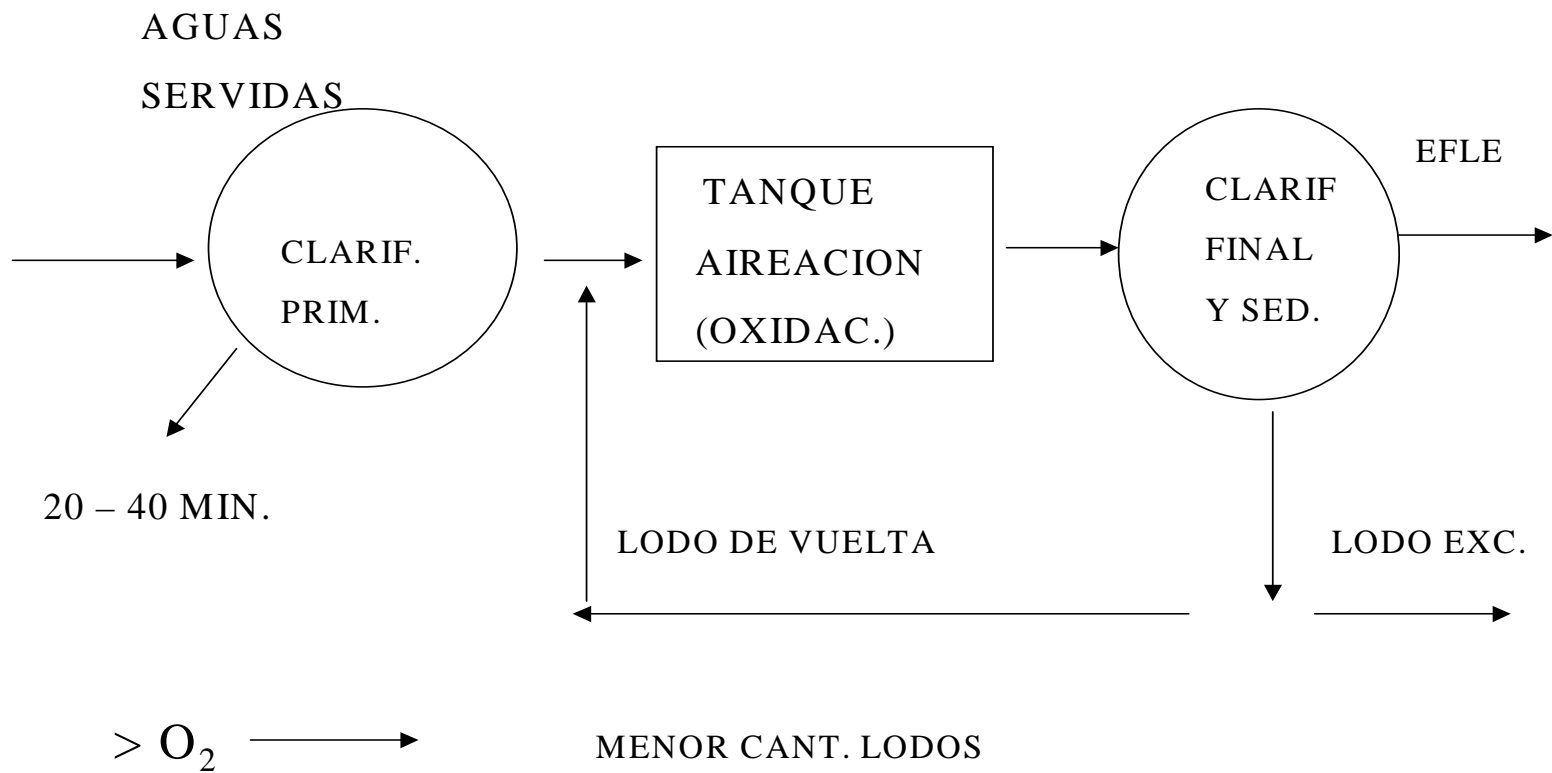 AGUAS
SERVIDAS
CLARIF.
PRIM.
TANQUE
AIREACION
(OXIDAC.)
CLARIF
FINAL
Y SED.
EFLE
20 – 40 MIN.
LODO DE VUELTA
LODO EXC.
> O₂
MENOR CANT. LODOS